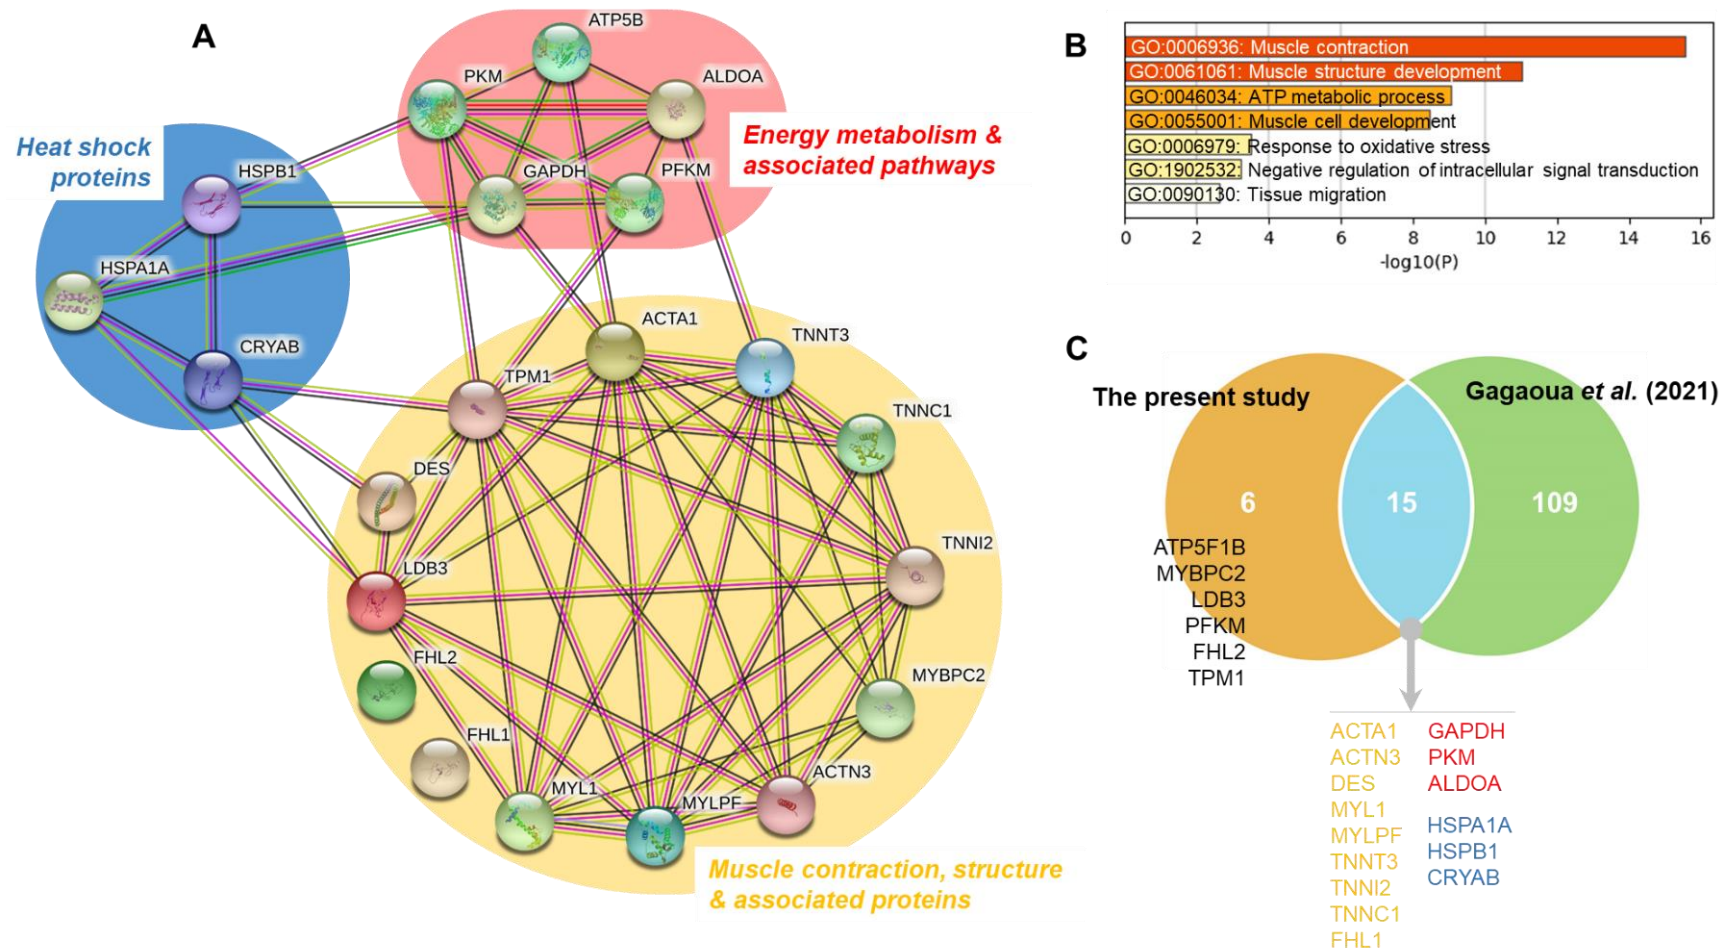 A
ATP5B
PKM
ALDOA
Energy metabolism &
associated pathways
Heat shock
proteins
HSPB1
GAPDH
PFKM
HSPA1A
CRYAB
ACTA1
TNNT3
TPM1
TNNC1
DES
TNNI2
LDB3
FHL2
MYBPC2
FHL1
ACTN3
MYL1
MYLPF
Muscle contraction, structure
& associated proteins
B
GO:0006936: Muscle contraction
GO:0061061: Muscle structure development
GO:0046034: ATP metabolic process
GO:0055001: Muscle cell development
GO:0006979: Response to oxidative stress
GO:1902532: Negative regulation of intracellular signal transduction
GO:0090130: Tissue migration
0 2 4 6 8 10 12 14 16
-log10(P)
C
The present study
Gagaoua et al. (2021)
6
15
109
ATP5F1B
MYBPC2
LDB3
PFKM
FHL2
TPM1
ACTA1
ACTN3
DES
MYL1
MYLPF
TNNT3
TNNI2
TNNC1
FHL1
GAPDH
PKM
ALDOA
HSPA1A
HSPB1
CRYAB